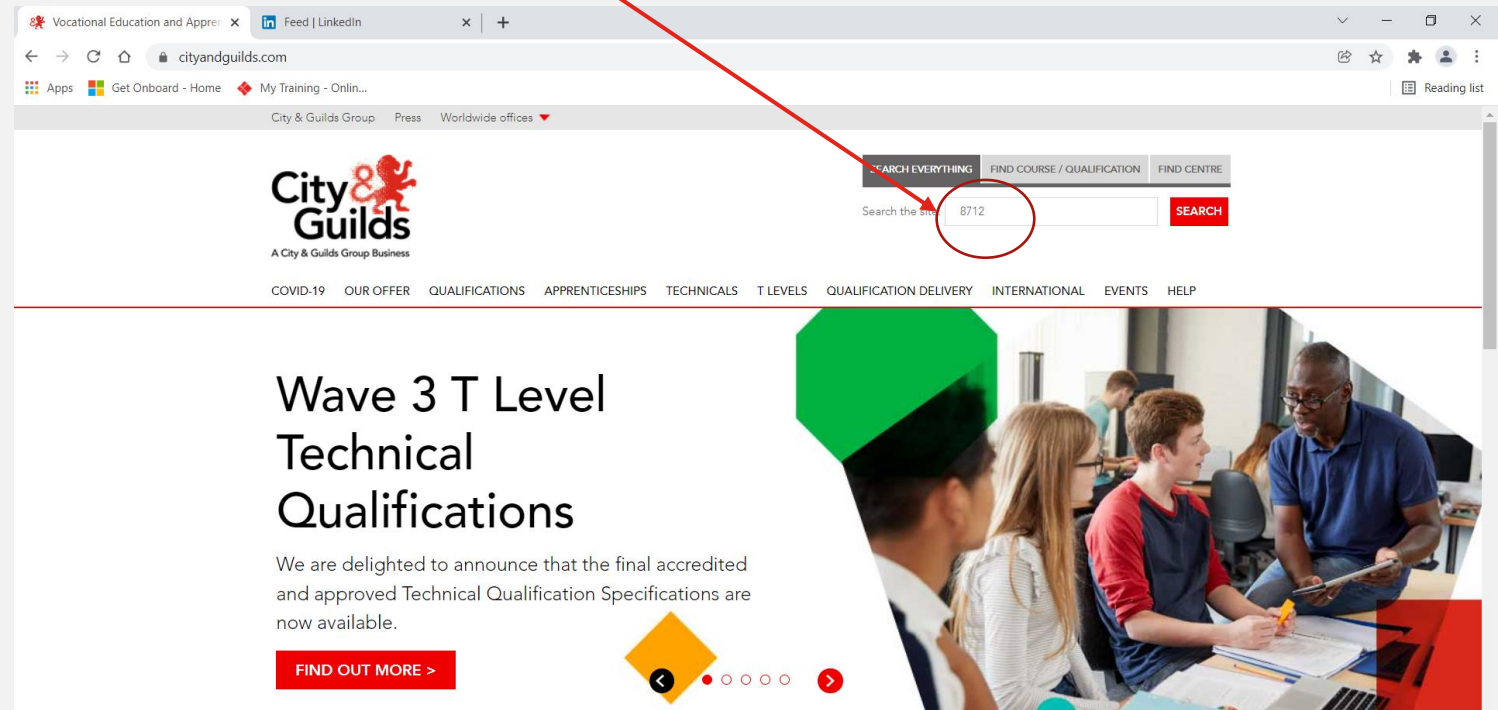 Vocational Education and Appren
Feed | LinkedIn
cityandguilds.com
Apps
Get Onboard - Home
My Training - Onlin...
Reading list
City & Guilds Group Press Worldwide offices
City&
Guilds
A City & Guilds Group Business
SEARCH EVERYTHING FIND COURSE / QUALIFICATION FIND CENTRE
Search the site: 8712 SEARCH
COVID-19 OUR OFFER QUALIFICATIONS APPRENTICESHIPS TECHNICALS T LEVELS QUALIFICATION DELIVERY INTERNATIONAL EVENTS HELP
Wave 3 T Level
Technical
Qualifications
We are delighted to announce that the final accredited
and approved Technical Qualification Specifications are
now available.
FIND OUT MORE >